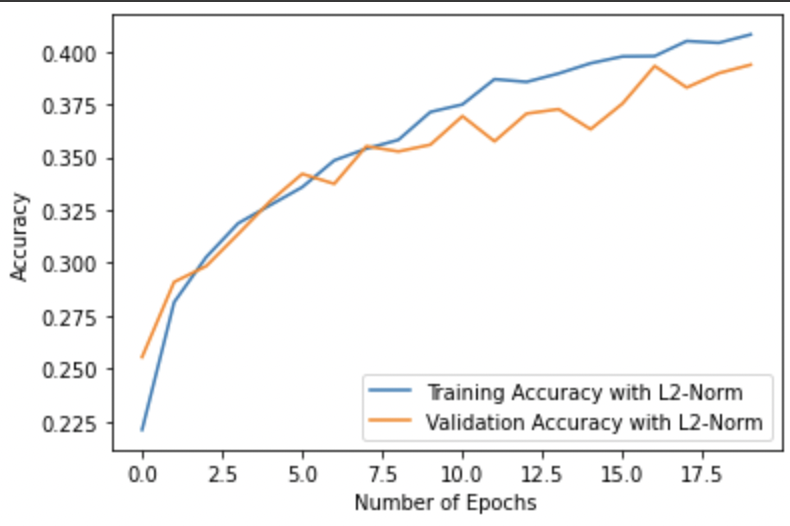 0.400
0.375
0.350
0.325
0.300
0.275
0.250
0.225
Accuracy
Training Accuracy with L2-Norm
Validation Accuracy with L2-Norm
0.0 2.5 5.0 7.5 10.0 12.5 15.0 17.5
Number of Epochs